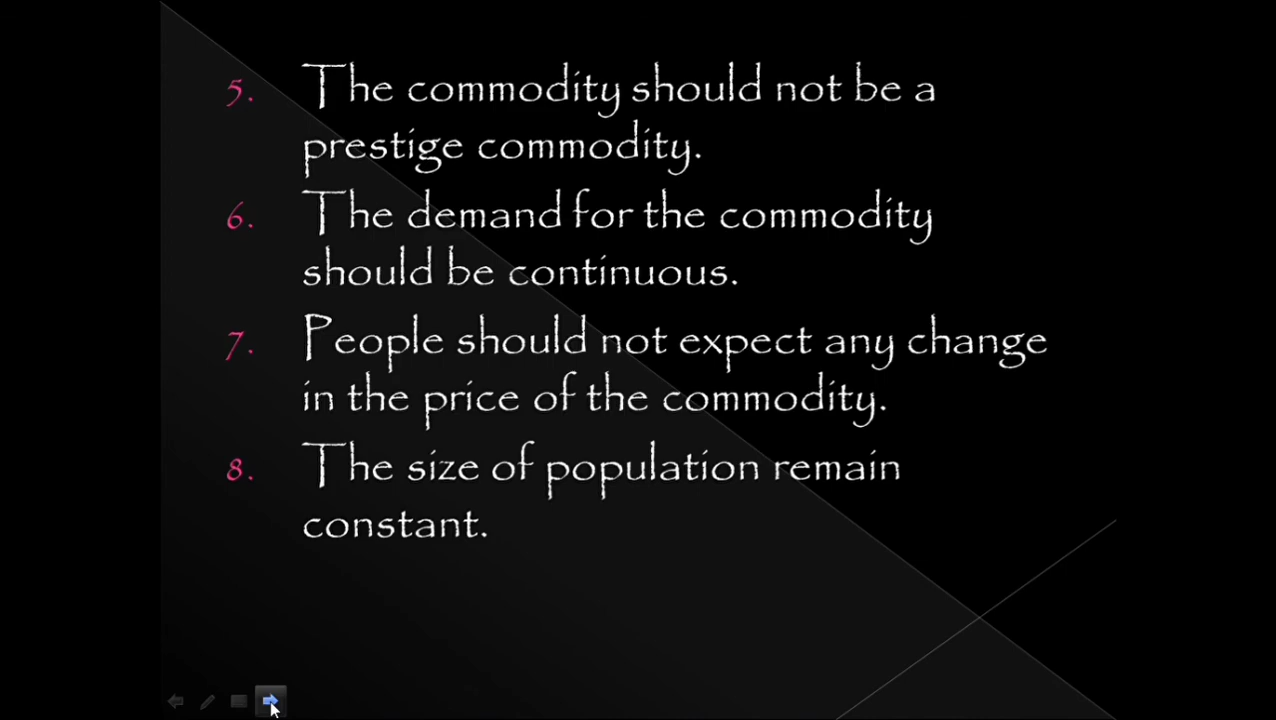 5. The commodity should not be a
prestige commodity.
6. The demand for the commodity
should be continuous.
7. People should not expect any change
in the price of the commodity.
8. The size of population remain
constant.